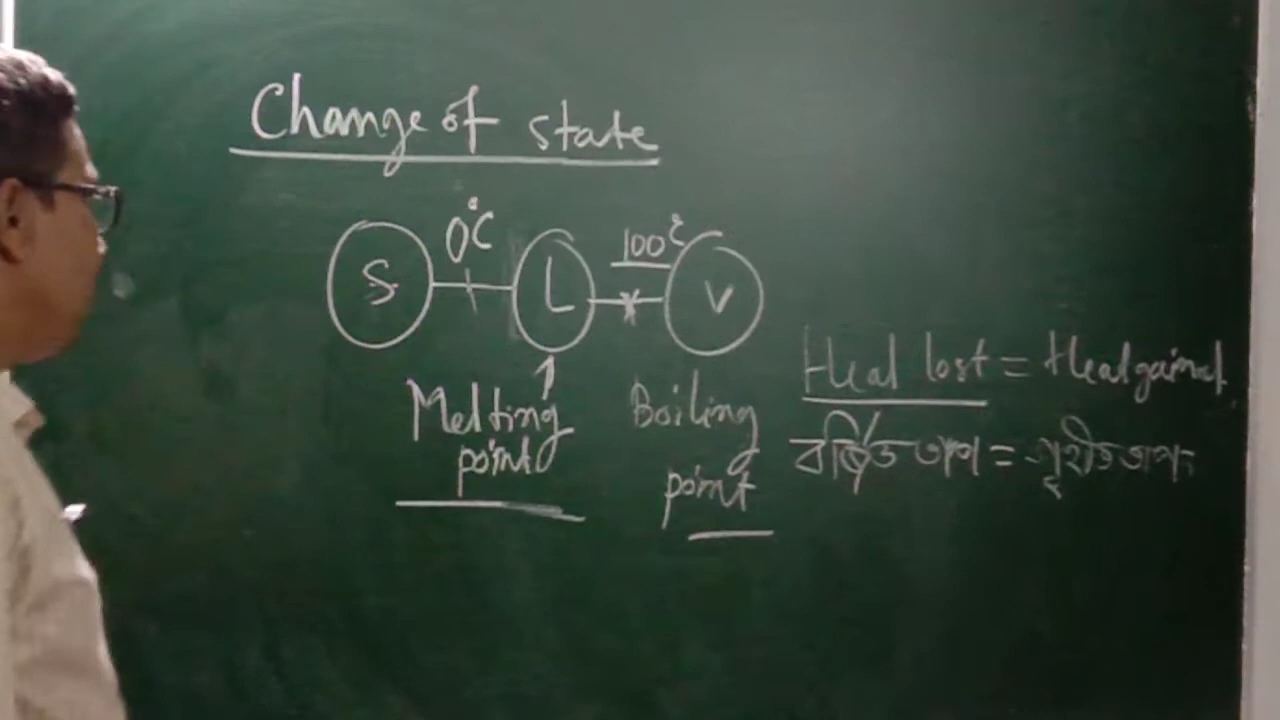 Change of state
S 0°C L 100°C V
Melting point
Boiling point
Heat lost = Heat gained
বর্জিত তাপ = গৃহীত তাপ